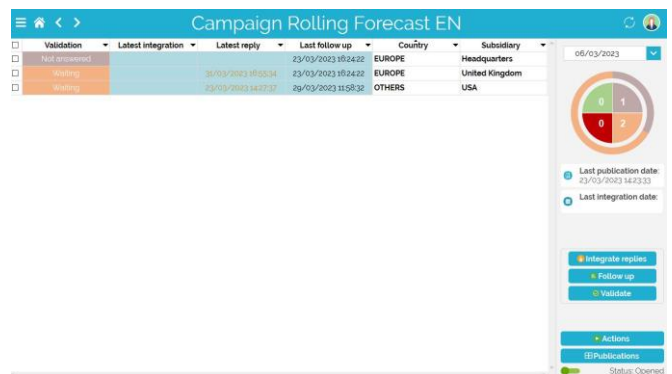 Campaign Rolling Forecast EN
Validation Latest integration Latest reply Last follow up Country Subsidiary
Not answered 23/03/2023 16:24:22 EUROPE Headquarters
Waiting 31/03/2023 16:55:34 23/03/2023 16:24:22 EUROPE United Kingdom
Waiting 23/03/2023 14:27:37 29/03/2023 11:58:32 OTHERS USA
06/03/2023
0 1
0 2
Last publication date:
23/03/2023 14:23:33
Last integration date:
Integrate replies
Follow up
Validate
Actions
Publications
Status: Opened